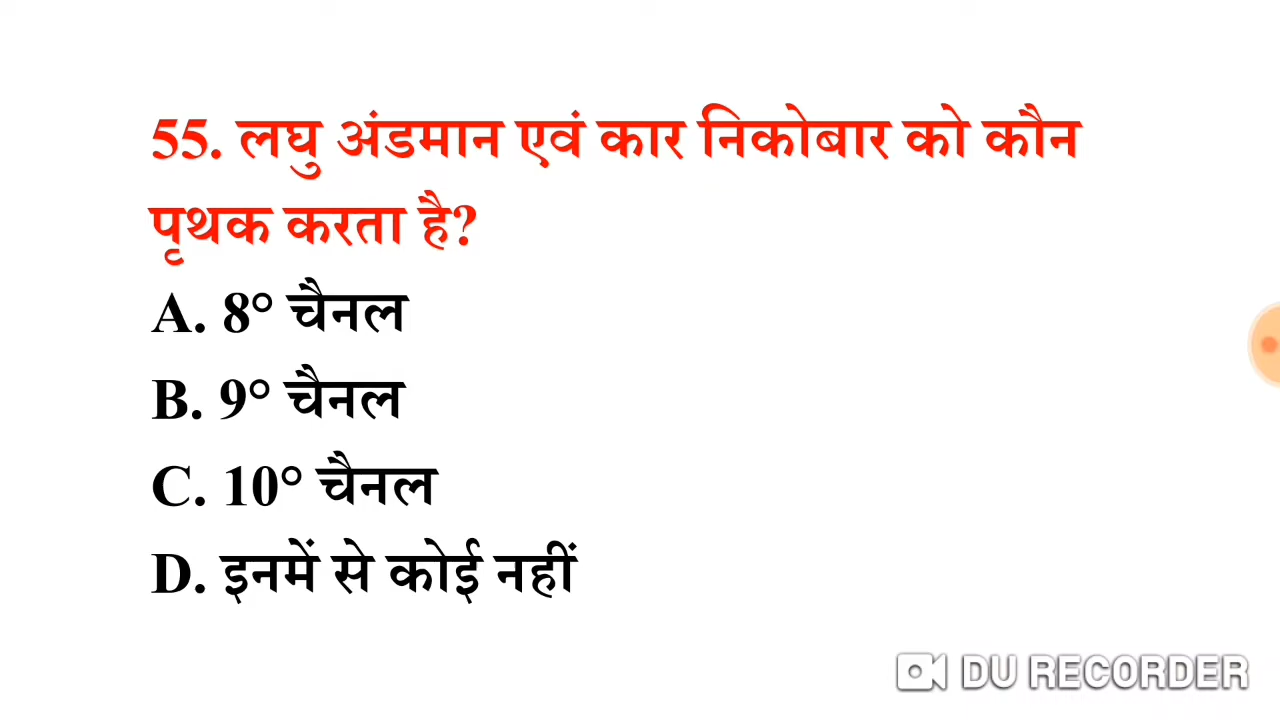 55. लघु अंडमान एवं कार निकोबार को कौन
पृथक करता है?
A. 8° चैनल
B. 9° चैनल
C. 10° चैनल
D. इनमें से कोई नहीं
DU RECORDER